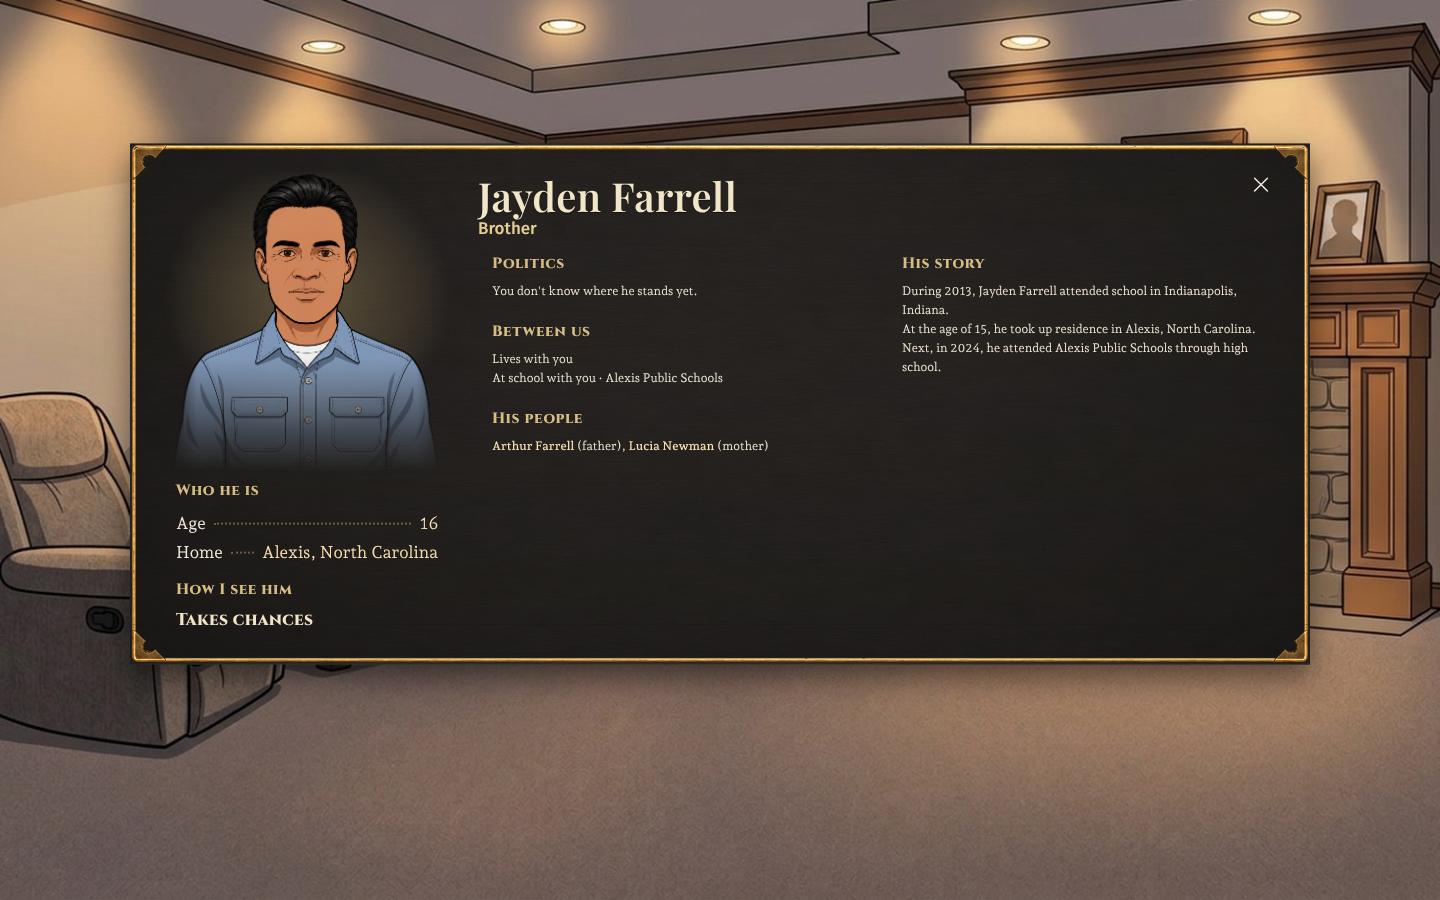 Jayden Farrell
Brother
Politics
You don't know where he stands yet.
Between us
Lives with you
At school with you · Alexis Public Schools
His people
Arthur Farrell (father), Lucia Newman (mother)
His story
During 2013, Jayden Farrell attended school in Indianapolis,
Indiana.
At the age of 15, he took up residence in Alexis, North Carolina.
Next, in 2024, he attended Alexis Public Schools through high
school.
Who he is
Age 16
Home Alexis, North Carolina
How I see him
Takes chances